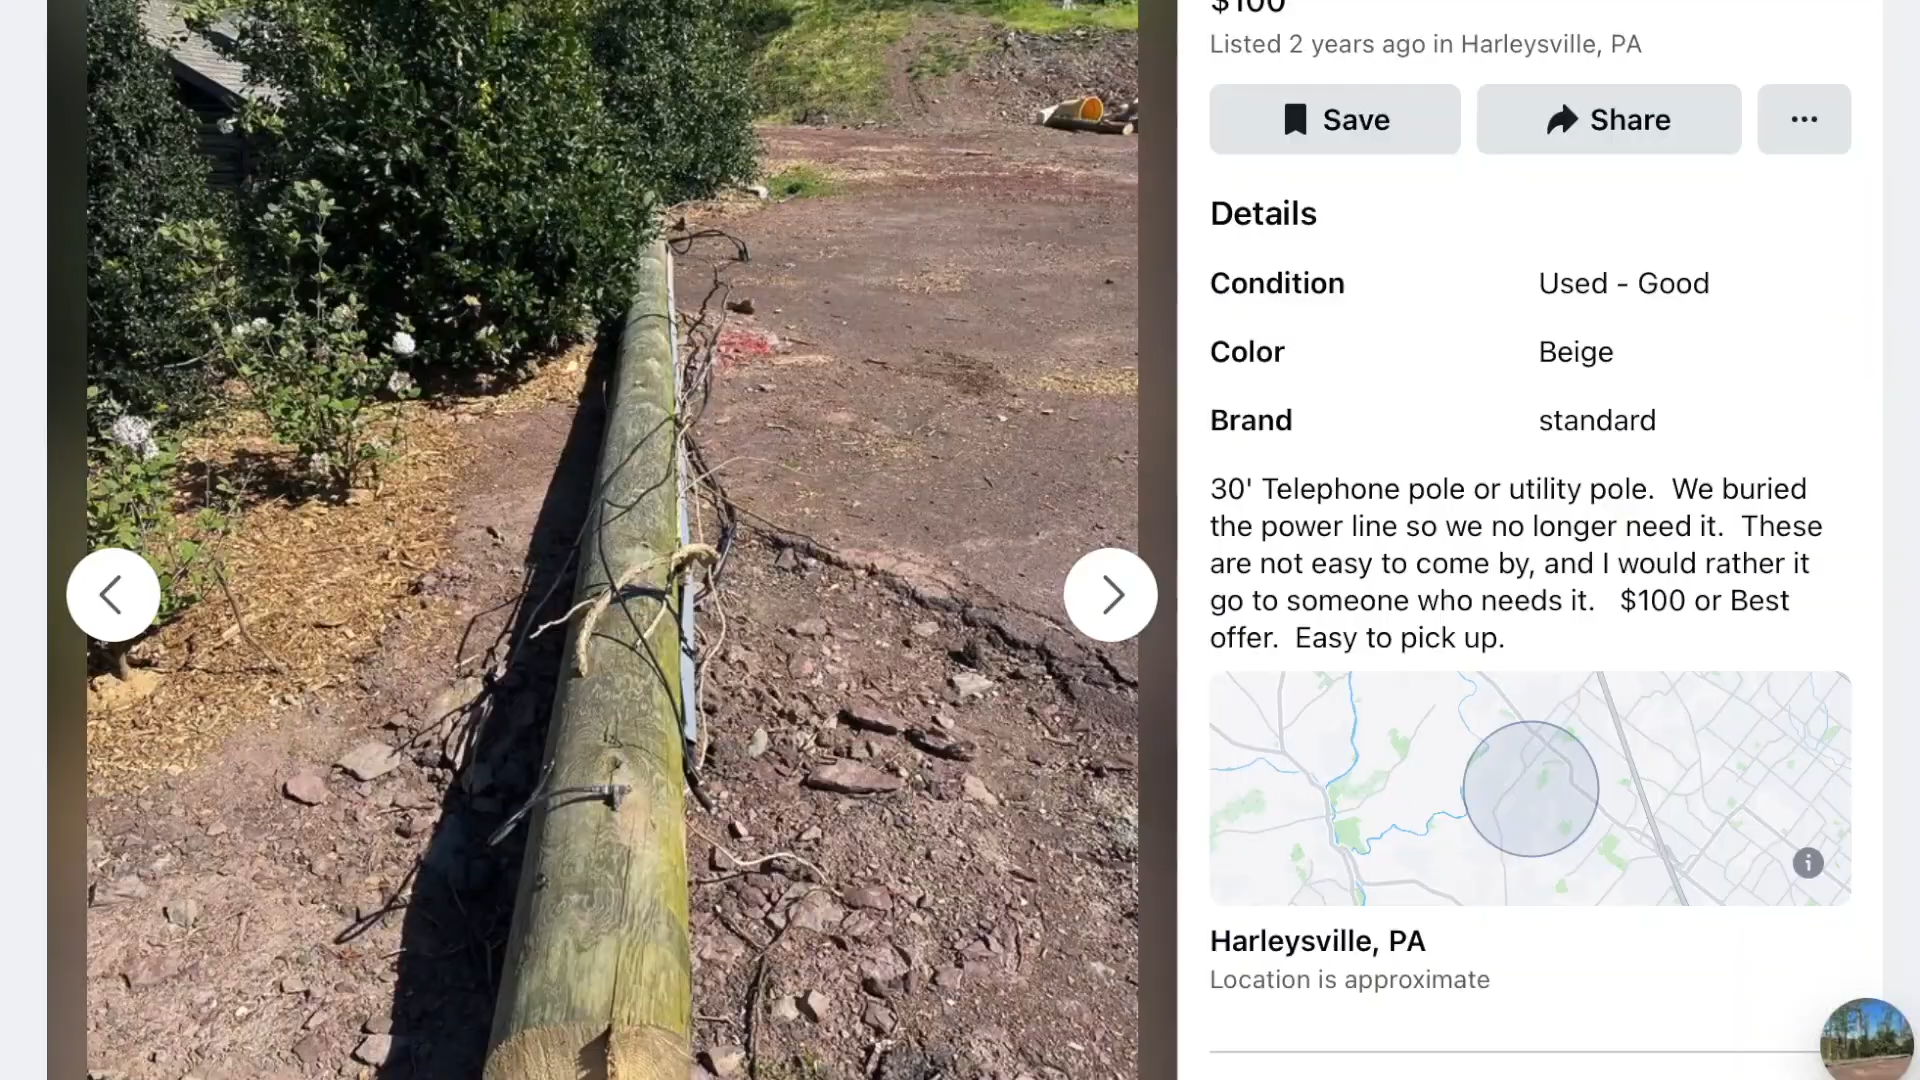 $100
Listed 2 years ago in Harleysville, PA
Save
Share
Details
Condition Used - Good
Color Beige
Brand standard
30' Telephone pole or utility pole. We buried
the power line so we no longer need it. These
are not easy to come by, and I would rather it
go to someone who needs it. $100 or Best
offer. Easy to pick up.
Harleysville, PA
Location is approximate